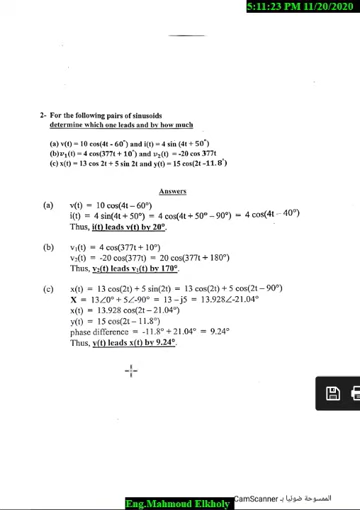 5:11:23 PM 11/20/2020
2- For the following pairs of sinusoids
determine which one leads and by how much
(a) v(t) = 10 cos(4t - 60°) and i(t) = 4 sin (4t + 50°)
(b) v₁(t) = 4 cos(377t + 10°) and v₂(t) = -20 cos 377t
(c) x(t) = 13 cos 2t + 5 sin 2t and y(t) = 15 cos(2t -11.8°)
Answers
(a) v(t) = 10 cos(4t – 60°)
i(t) = 4 sin(4t + 50°) = 4 cos(4t + 50° – 90°) = 4 cos(4t – 40°)
Thus, i(t) leads v(t) by 20°.
(b) v₁(t) = 4 cos(377t + 10°)
v₂(t) = -20 cos(377t) = 20 cos(377t + 180°)
Thus, v₂(t) leads v₁(t) by 170°.
(c) x(t) = 13 cos(2t) + 5 sin(2t) = 13 cos(2t) + 5 cos(2t – 90°)
X = 13∠0° + 5∠-90° = 13 – j5 = 13.928∠-21.04°
x(t) = 13.928 cos(2t – 21.04°)
y(t) = 15 cos(2t – 11.8°)
phase difference = -11.8° + 21.04° = 9.24°
Thus, y(t) leads x(t) by 9.24°.
الممسوحة ضوئيا بـ CamScanner
Eng.Mahmoud Elkholy